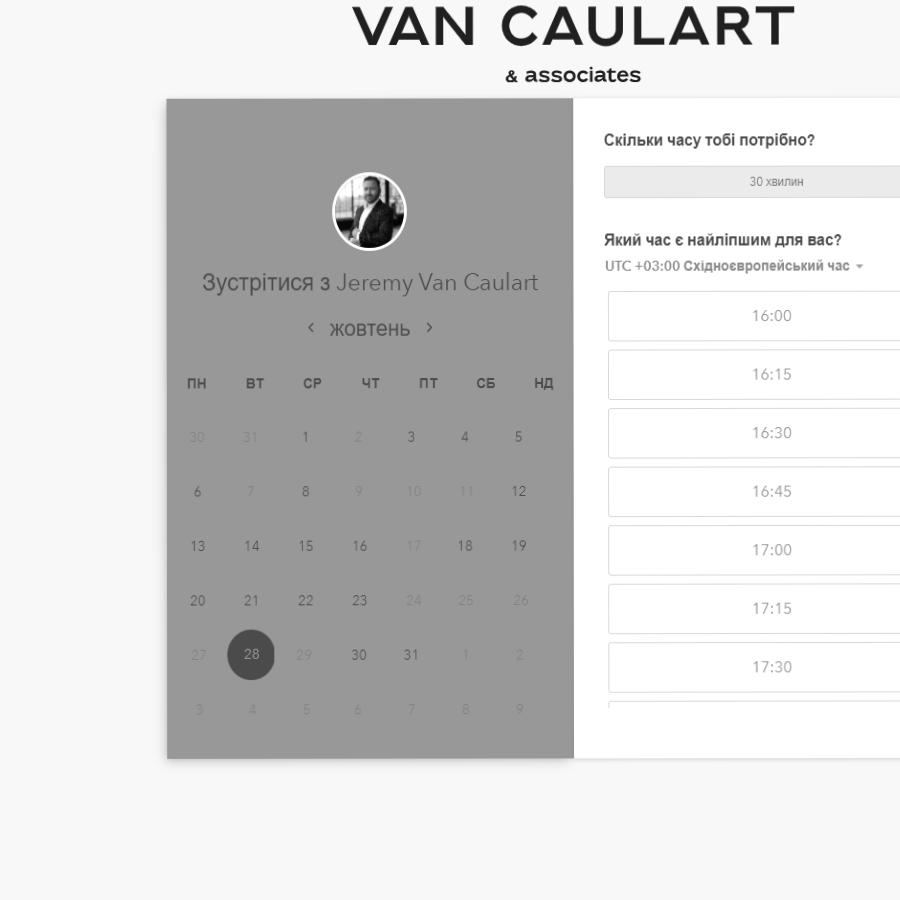 VAN CAULART
& associates
Зустрітися з Jeremy Van Caulart
жовтень
ПН ВТ СР ЧТ ПТ СБ НД
30 31 1 2 3 4 5
6 7 8 9 10 11 12
13 14 15 16 17 18 19
20 21 22 23 24 25 26
27 28 29 30 31 1 2
3 4 5 6 7 8 9
Скільки часу тобі потрібно?
30 хвилин
Який час є найліпшим для вас?
UTC +03:00 Східноєвропейський час
16:00
16:15
16:30
16:45
17:00
17:15
17:30